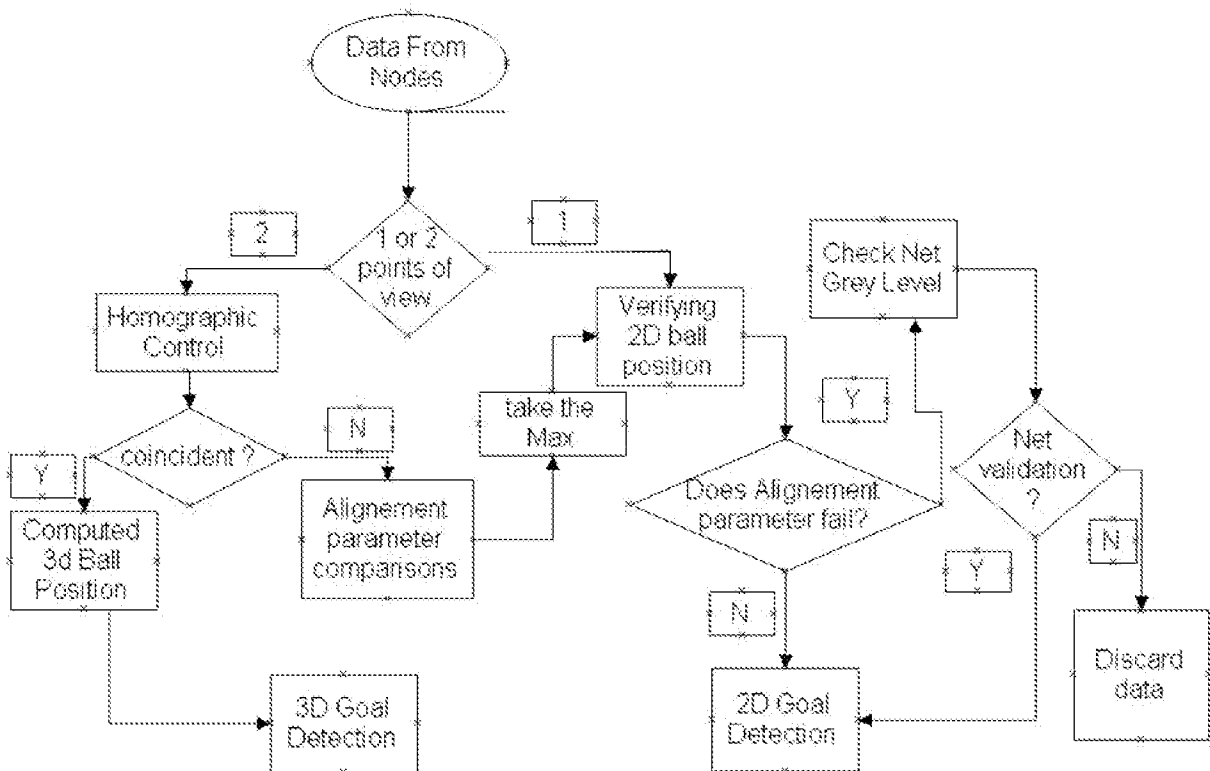 Data From
Nodes
2
1
1 or 2
points of
view
Check Net
Grey Level
Homographic
Control
Verifying
2D ball
position
take the
Max
Y
N
coincident ?
Y
Net
validation
?
Does Alignement
parameter fail?
Computed
3d Ball
Position
Alignement
parameter
comparisons
N
Y
N
3D Goal
Detection
2D Goal
Detection
Discard
data